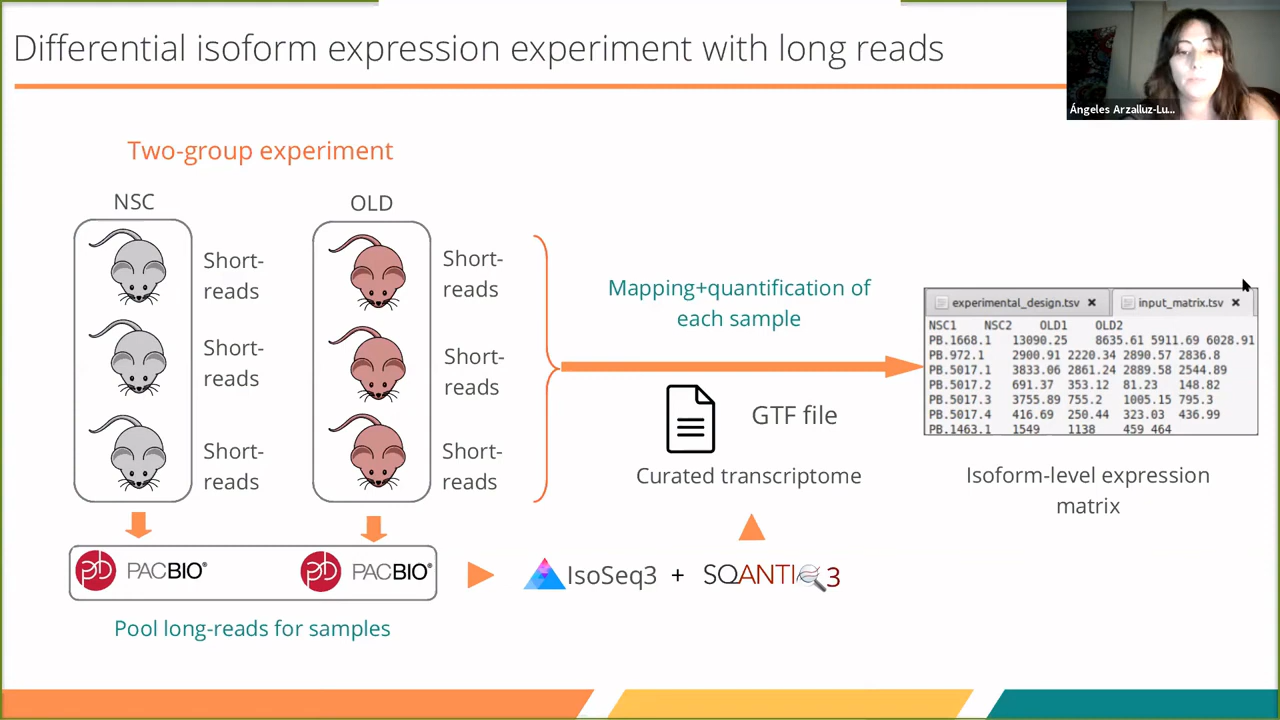 Differential isoform expression experiment with long reads
Ángeles Arzalluz-Lu...
Two-group experiment
NSC
OLD
Short-
reads
Short-
reads
Short-
reads
Short-
reads
Short-
reads
Short-
reads
PACBIO®
PACBIO®
Pool long-reads for samples
IsoSeq3 + SQANTI 3
Mapping+quantification of
each sample
GTF file
Curated transcriptome
experimental_design.tsv
input_matrix.tsv
NSC1 NSC2 OLD1 OLD2
PB.1668.1 13090.25 8635.61 5911.69 6028.91
PB.972.1 2900.91 2220.34 2890.57 2836.8
PB.5017.1 3833.06 2861.24 2889.58 2544.89
PB.5017.2 691.37 353.12 81.23 148.82
PB.5017.3 3755.89 755.2 1005.15 795.3
PB.5017.4 416.69 250.44 323.03 436.99
PB.1463.1 1549 1138 459 464
Isoform-level expression
matrix